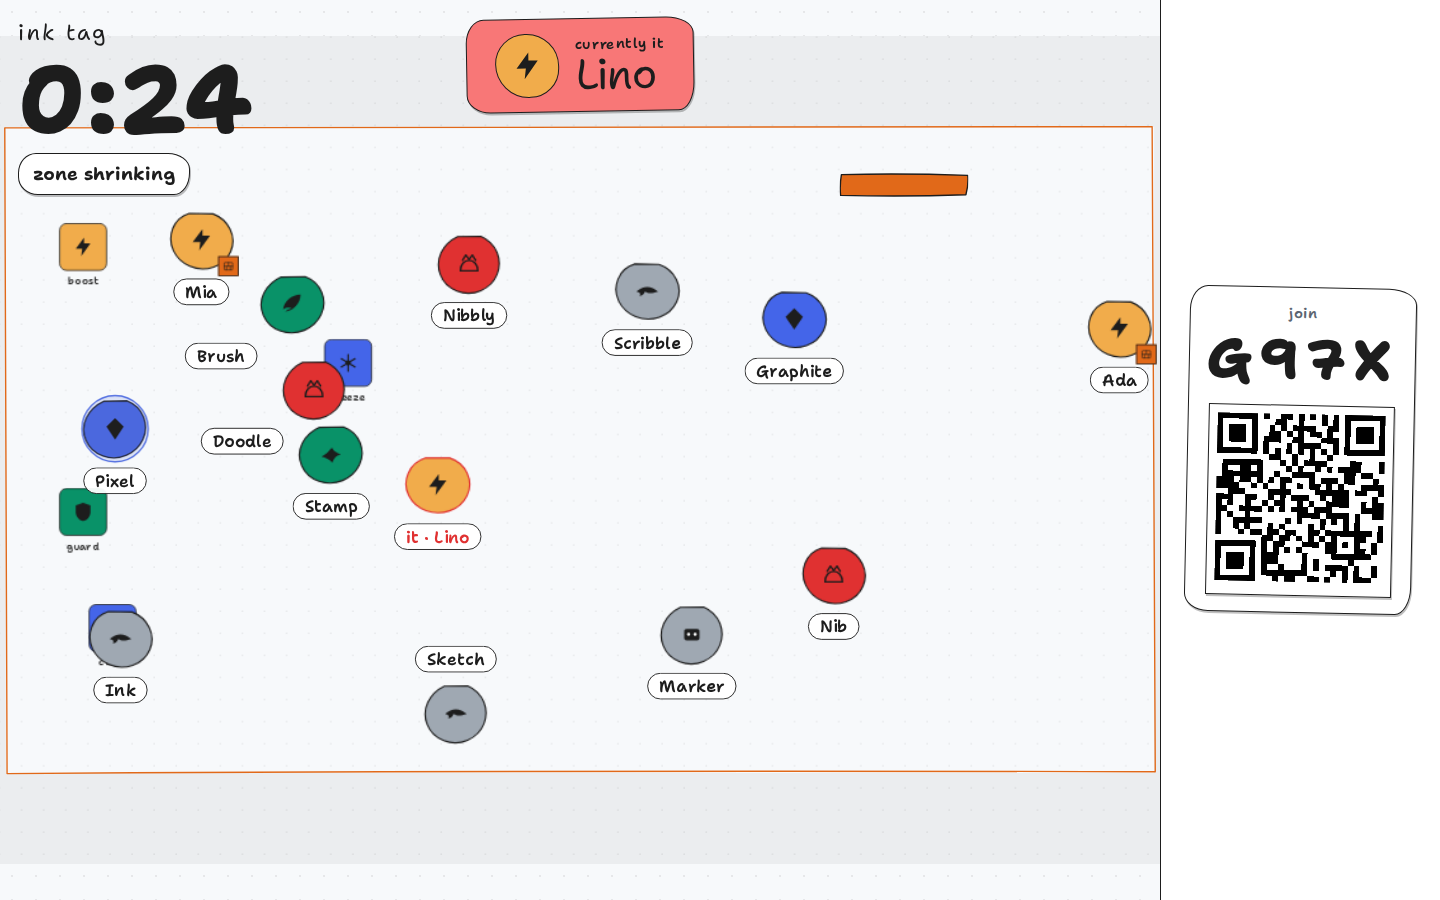 ink tag
0:24
currently it
Lino
zone shrinking
boost
Mia
Nibbly
Scribble
Brush
Graphite
Ada
Doodle
Pixel
Stamp
it · Lino
guard
Nib
Sketch
Ink
Marker
join
G97X